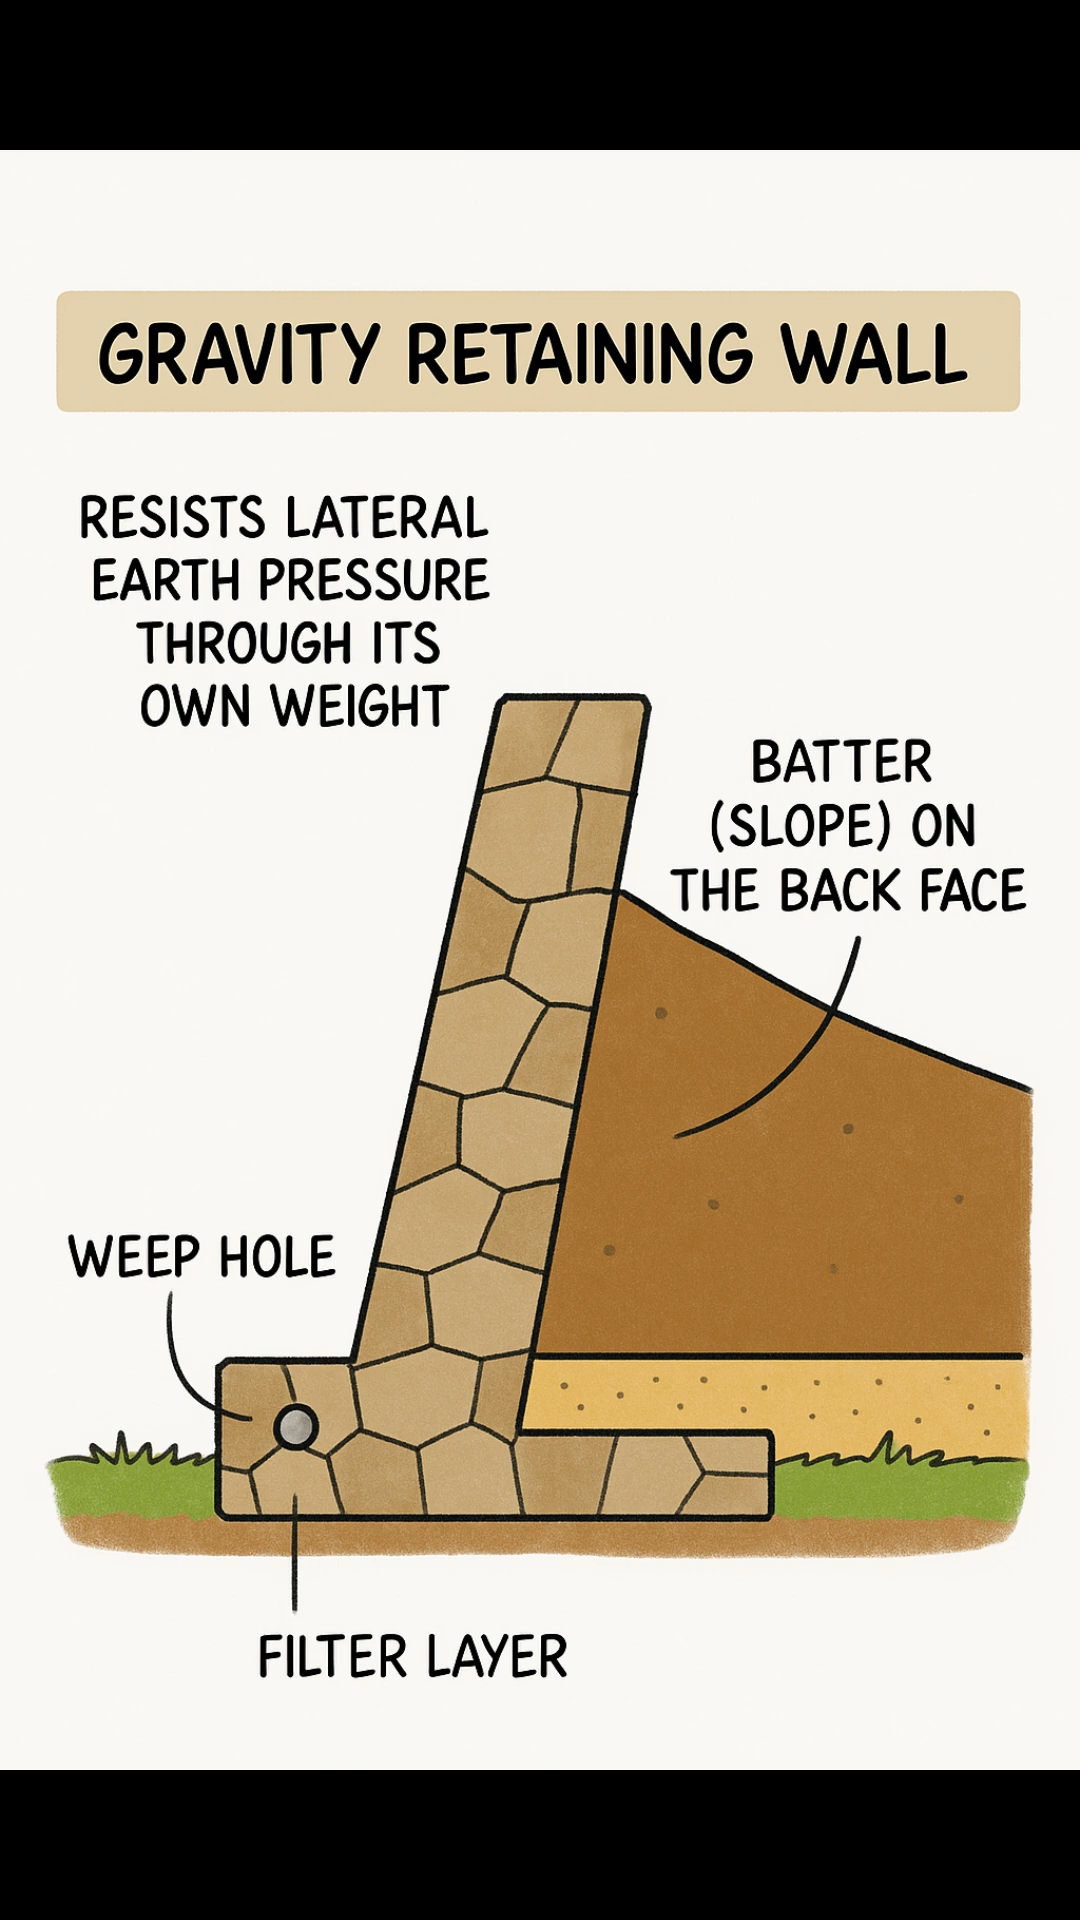 GRAVITY RETAINING WALL
RESISTS LATERAL
EARTH PRESSURE
THROUGH ITS
OWN WEIGHT
BATTER
(SLOPE) ON
THE BACK FACE
WEEP HOLE
FILTER LAYER